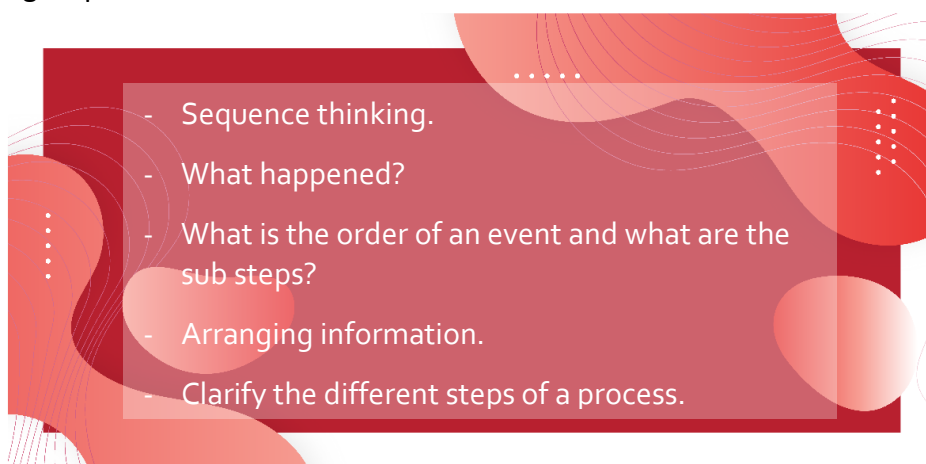 - Sequence thinking.
- What happened?
- What is the order of an event and what are the
sub steps?
- Arranging information.
- Clarify the different steps of a process.